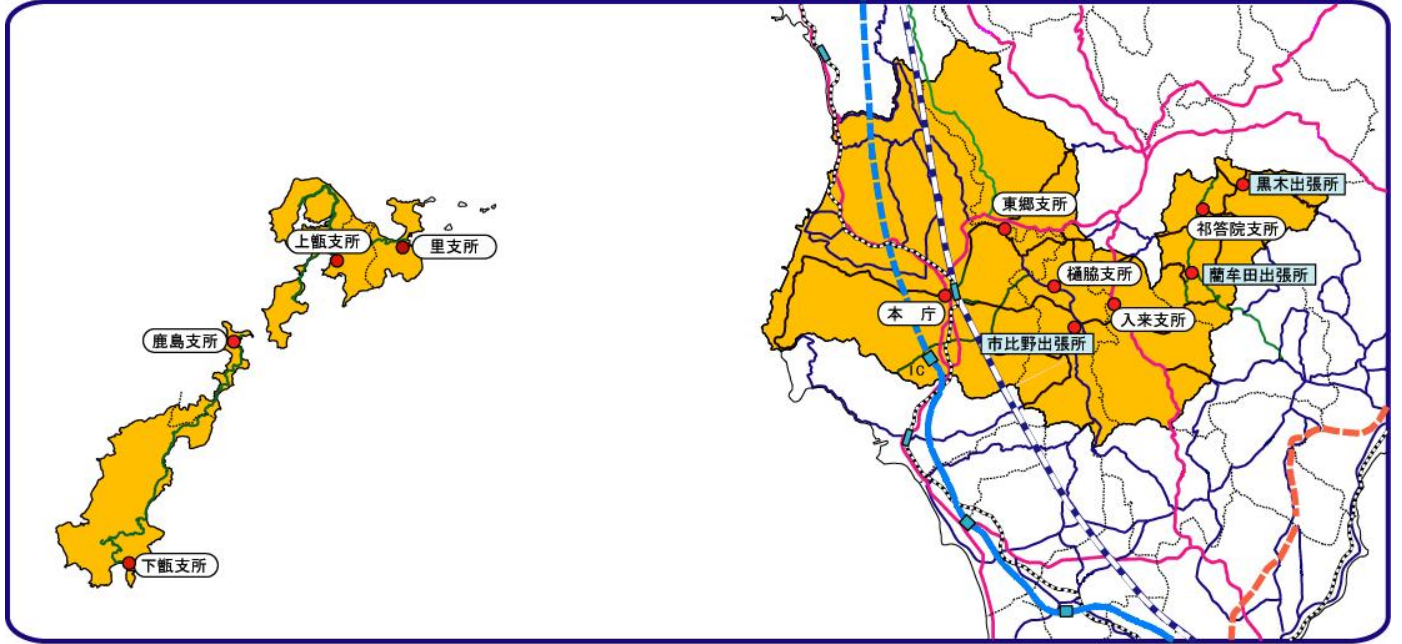 上甑支所
里支所
鹿島支所
下甑支所
黒木出張所
東郷支所
祁答院支所
樋脇支所
藺牟田出張所
本 庁
入来支所
市比野出張所
IC